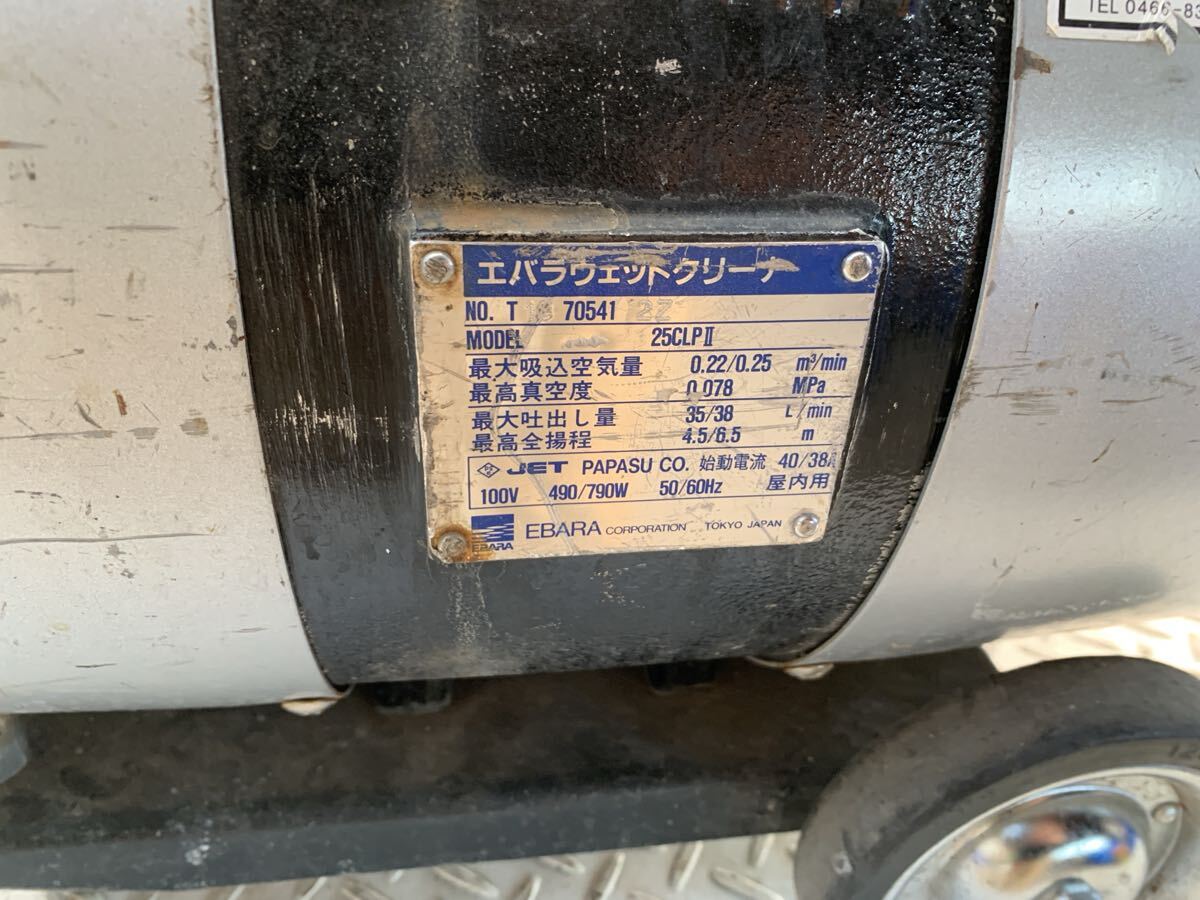 TEL 0466-83
エバラウェットクリーナ
NO. T 70541
MODEL 25CLPⅡ
最大吸込空気量 0.22/0.25 m³/min
最高真空度 0.078 MPa
最大吐出し量 35/38 L/min
最高全揚程 4.5/6.5 m
PS E JET PAPASU CO. 始動電流 40/38A
100V 490/790W 50/60Hz 屋内用
EBARA EBARA CORPORATION TOKYO JAPAN